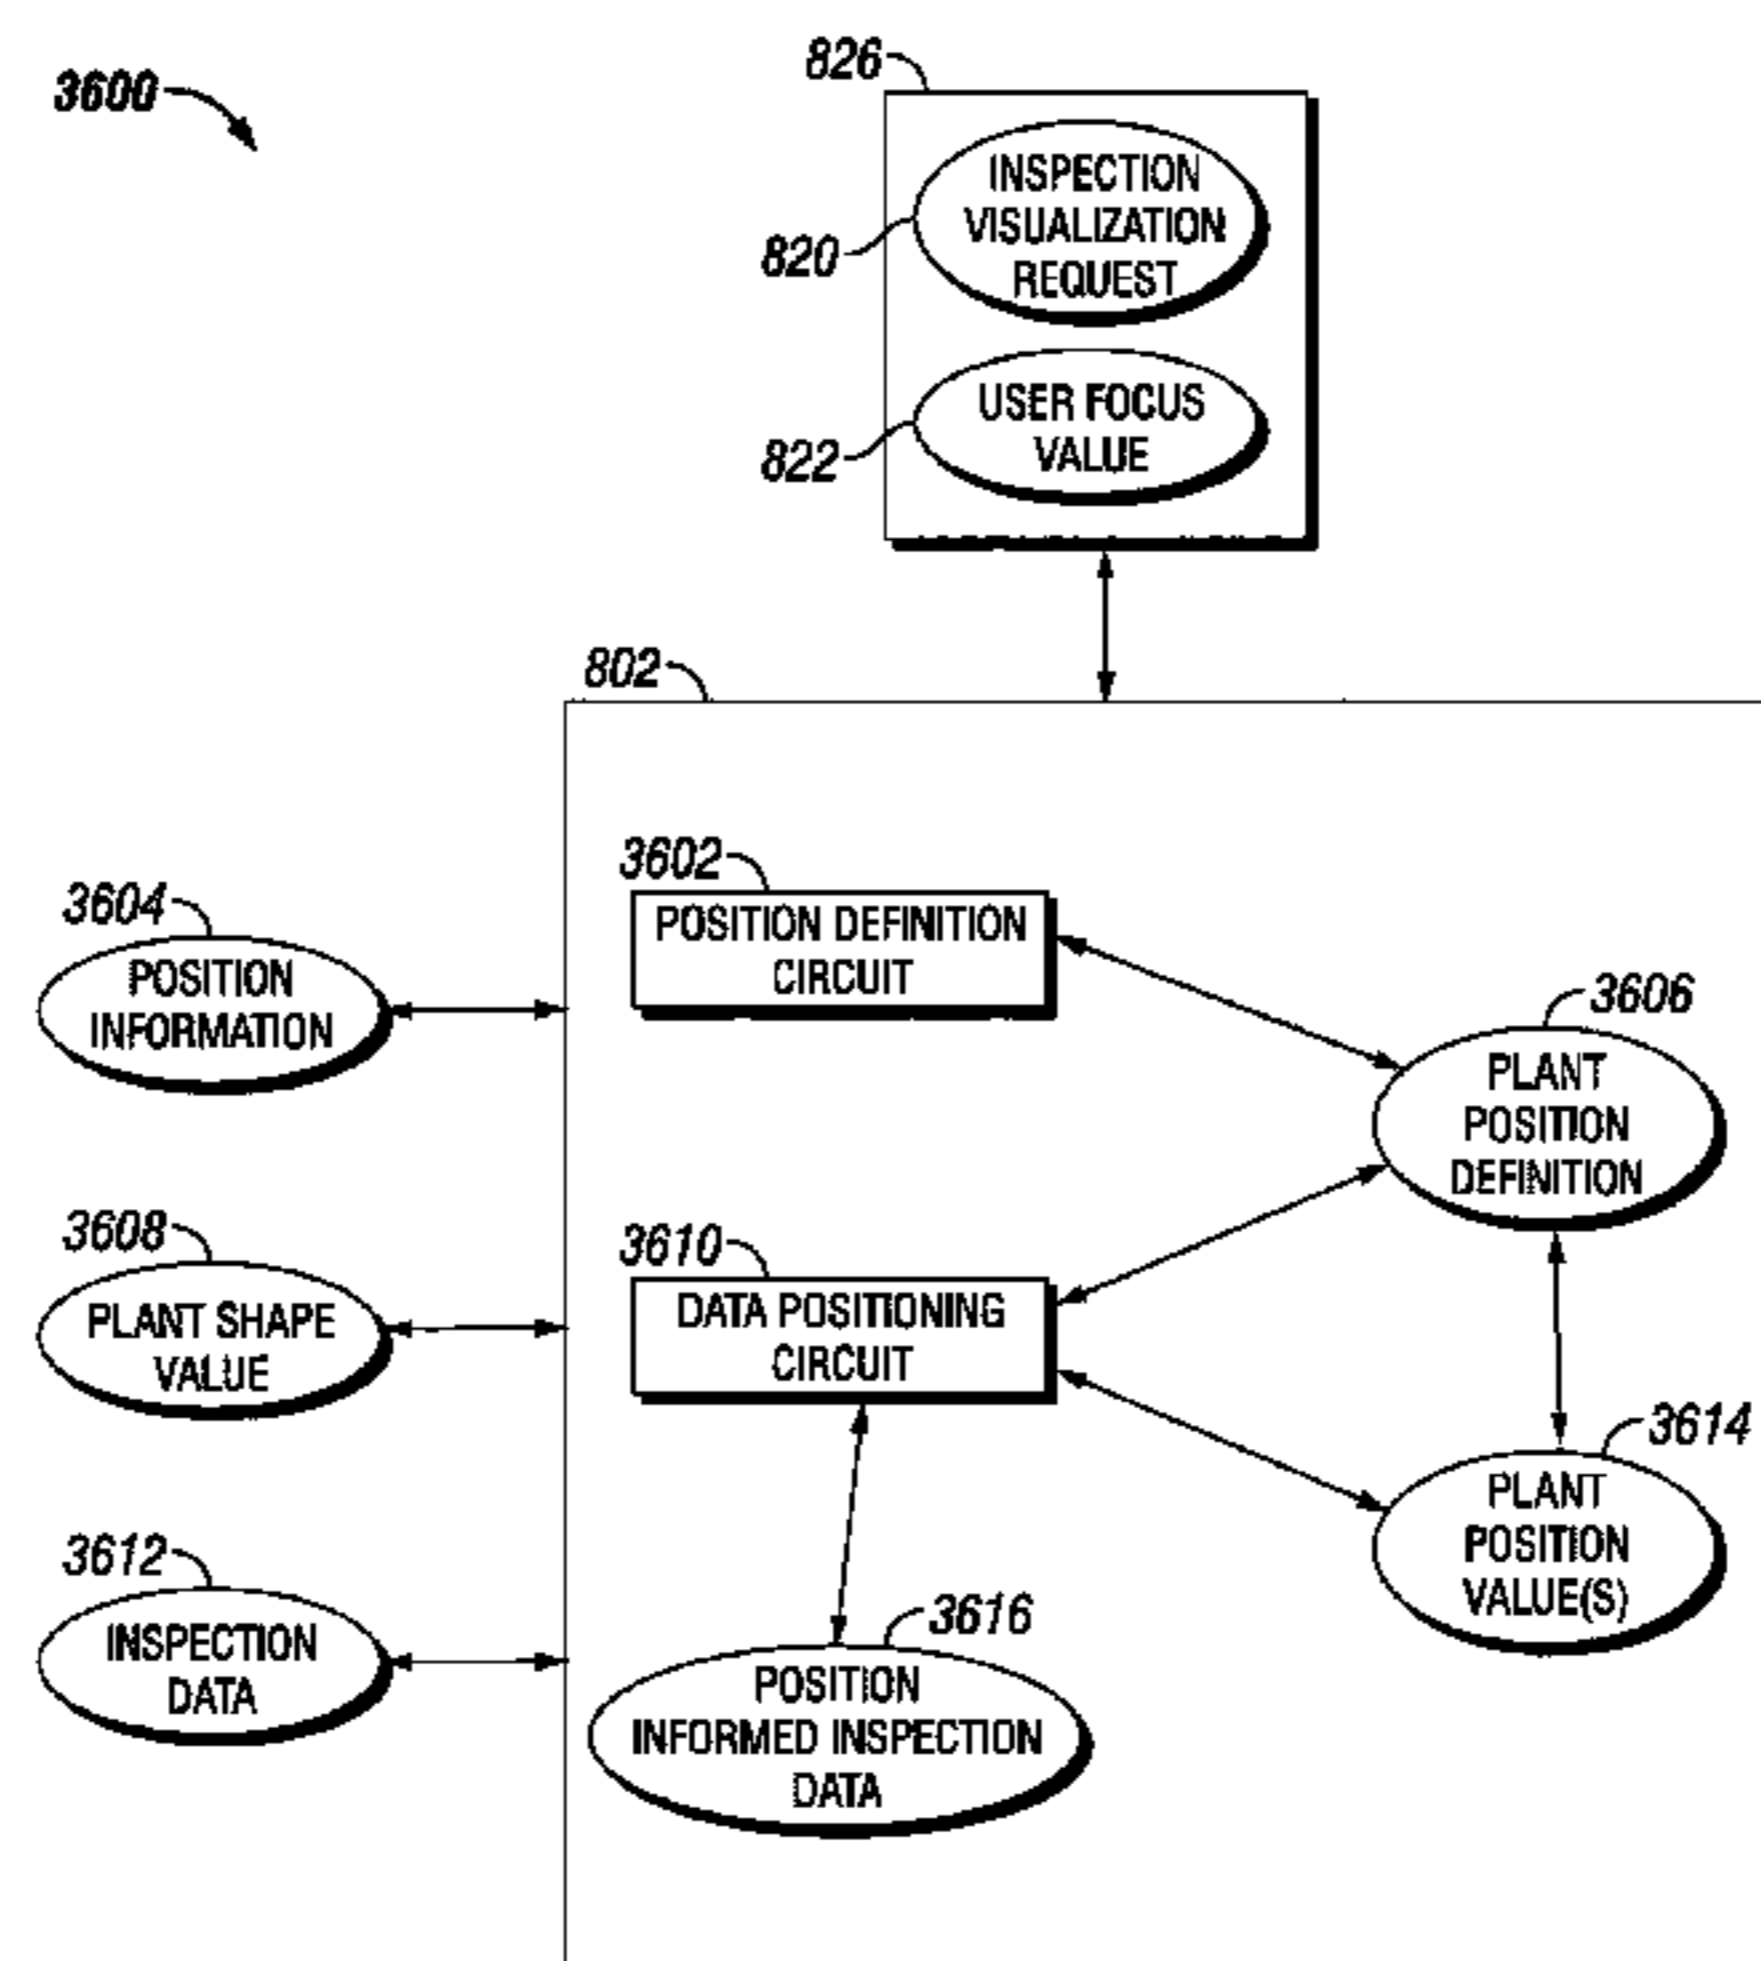 3600
826
INSPECTION
VISUALIZATION
REQUEST
820
USER FOCUS
VALUE
822
802
3602
POSITION DEFINITION
CIRCUIT
3604
POSITION
INFORMATION
3606
PLANT
POSITION
DEFINITION
3608
PLANT SHAPE
VALUE
3610
DATA POSITIONING
CIRCUIT
3614
PLANT
POSITION
VALUE(S)
3612
INSPECTION
DATA
3616
POSITION
INFORMED INSPECTION
DATA